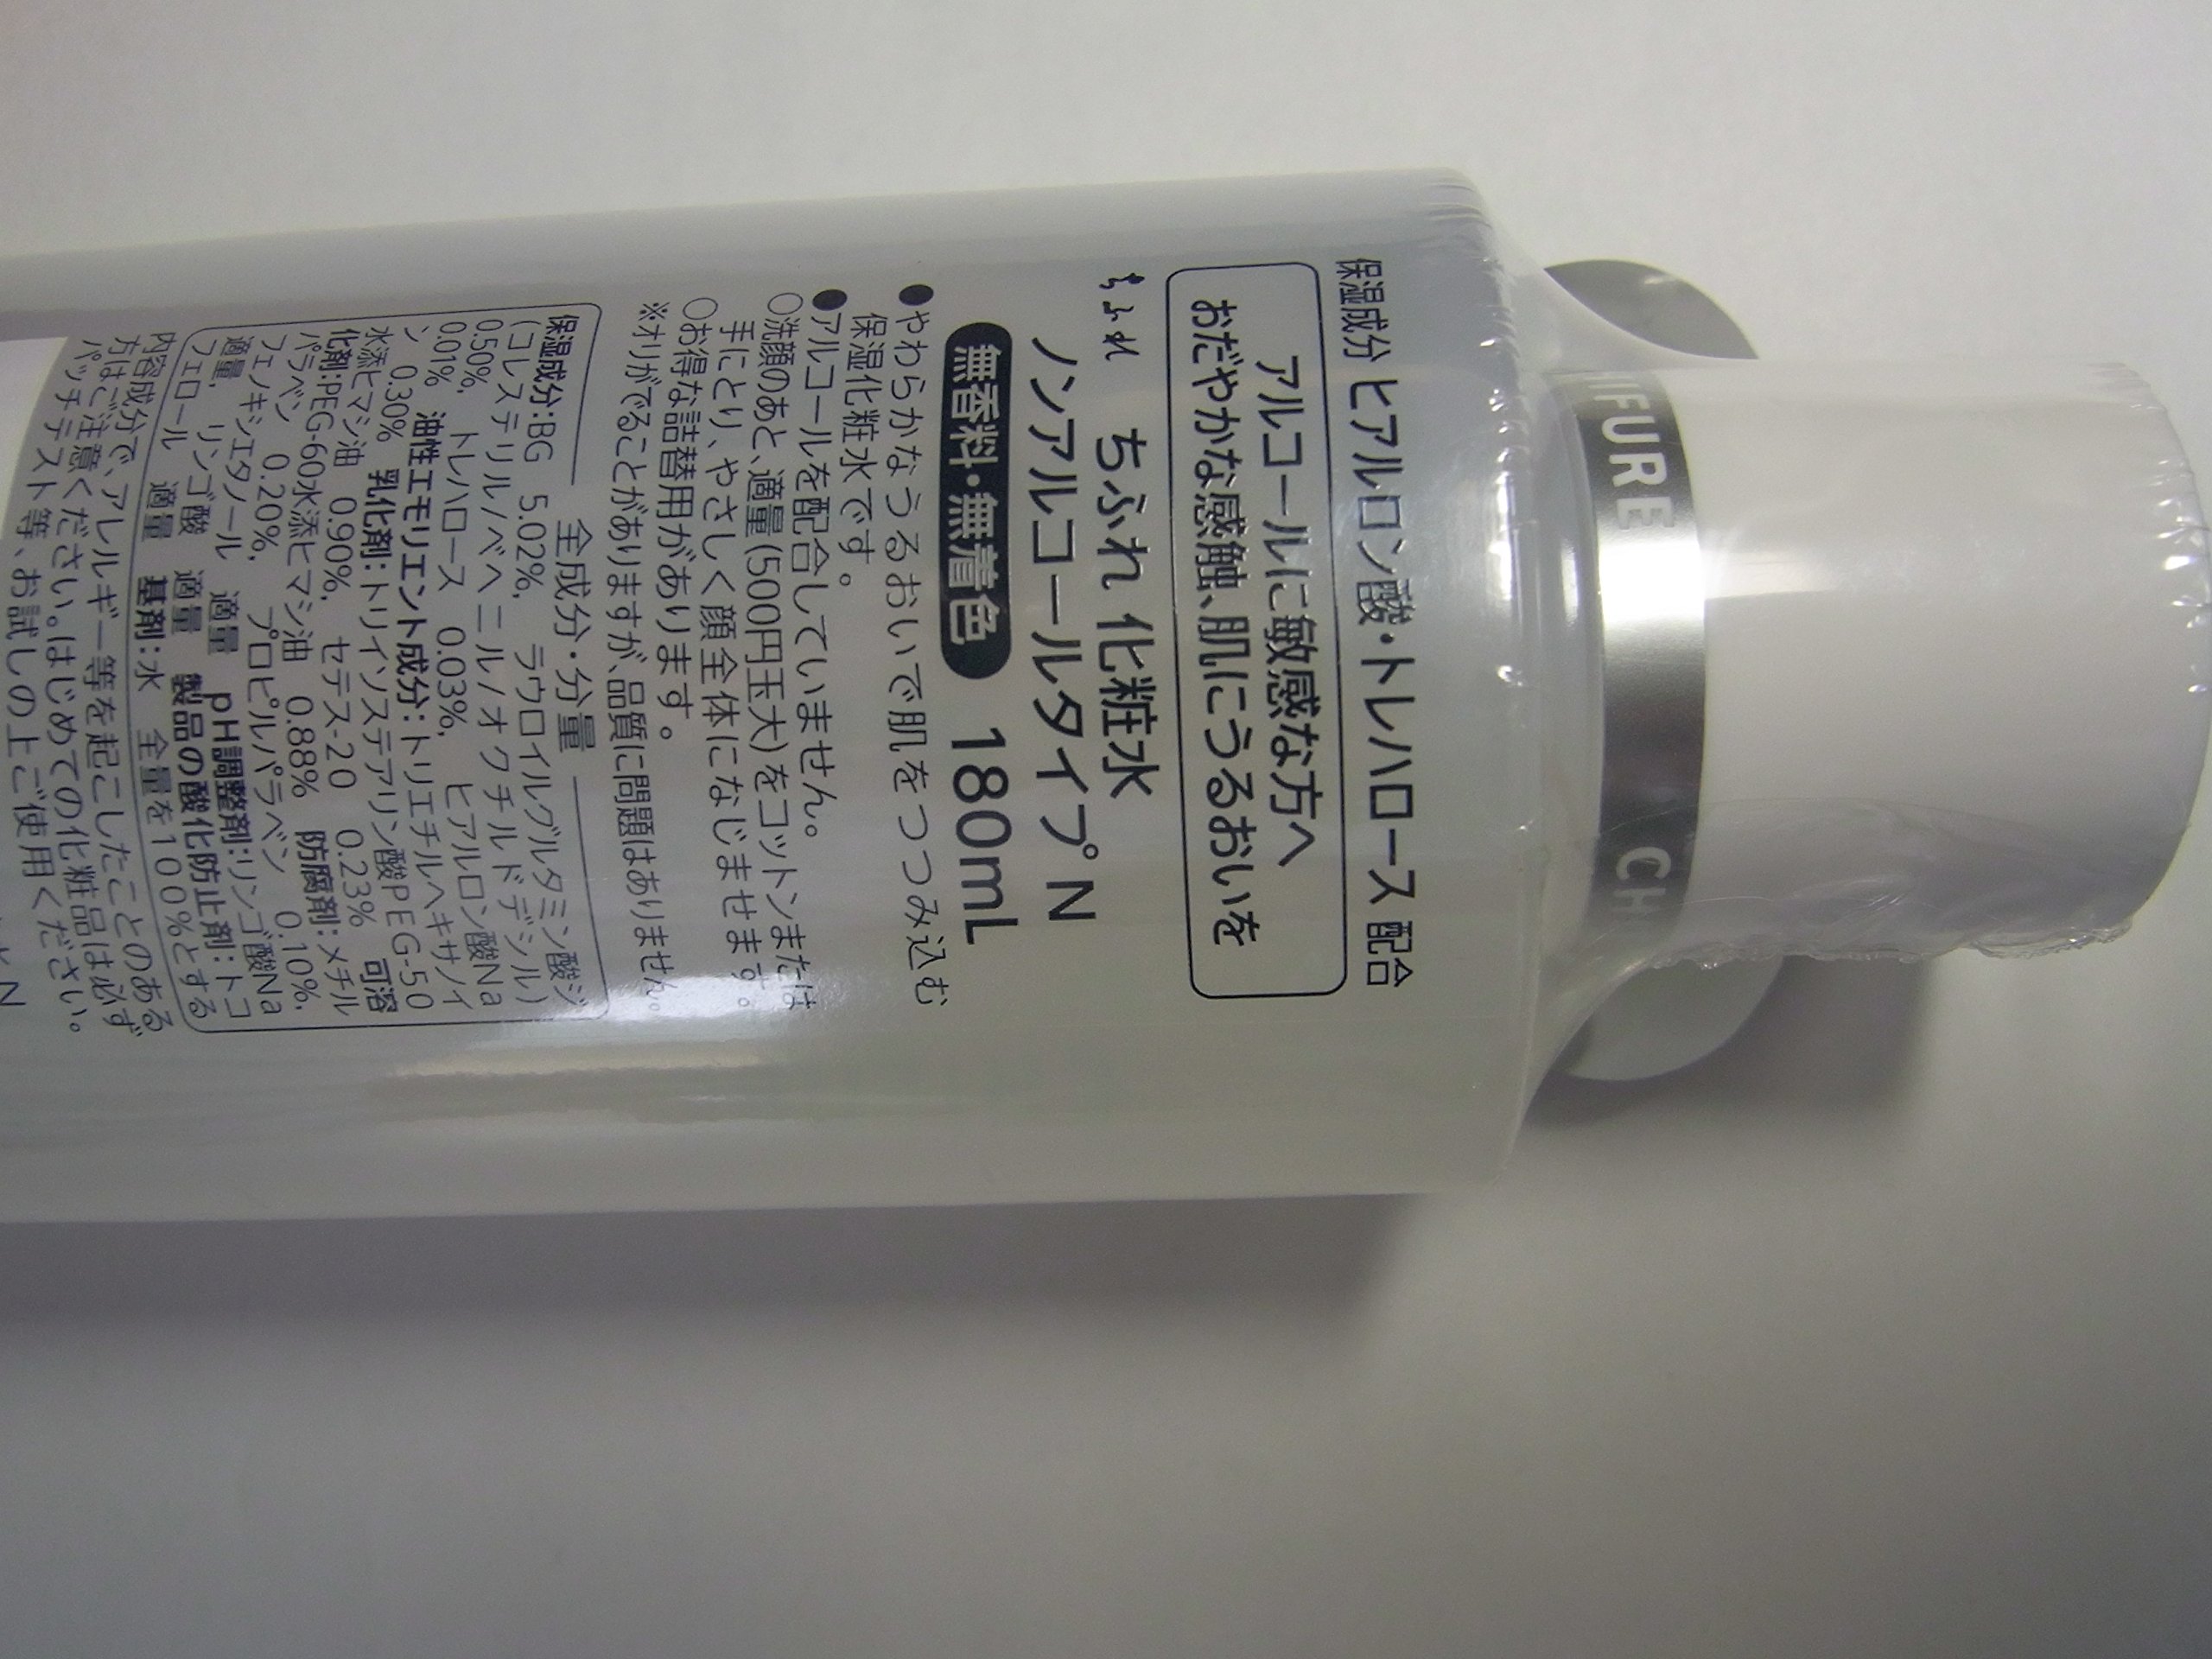 IFURE CH
保湿成分 ヒアルロン酸・トレハロース 配合
アルコールに敏感な方へ
おだやかな感触、肌にうるおいを
ちふれ ちふれ 化粧水
ノンアルコールタイプ N
無香料・無着色 180mL
●やわらかなうるおいで肌をつつみ込む
保湿化粧水です。
●アルコールを配合していません。
○洗顔のあと、適量(500円玉大)をコットンまたは
手にとり、やさしく顔全体になじませます。
○お得な詰替用があります。
※オリがでることがありますが、品質に問題はありません。
全成分・分量
保湿成分:BG 5.02%, ラウロイルグルタミン酸ジ
(コレステリル/ベヘニル/オクチルドデシル)
0.50%, トレハロース 0.03%, ヒアルロン酸Na
0.01% 油性エモリエント成分:トリエチルヘキサノイ
ン 0.30% 乳化剤:トリイソステアリン酸PEG-50
水添ヒマシ油 0.90%, セテス-20 0.23% 可溶
化剤:PEG-60水添ヒマシ油 0.88% 防腐剤:メチル
パラベン 0.20%, プロピルパラベン 0.10%,
フェノキシエタノール 適量 pH調整剤:リンゴ酸Na
適量, リンゴ酸 適量 製品の酸化防止剤:トコ
フェロール 適量 基剤:水 全量を100%とする
内容成分で、アレルギー等を起こしたことのある
方はご注意ください。はじめての化粧品は必ず
パッチテスト等、お試しの上ご使用ください。
N